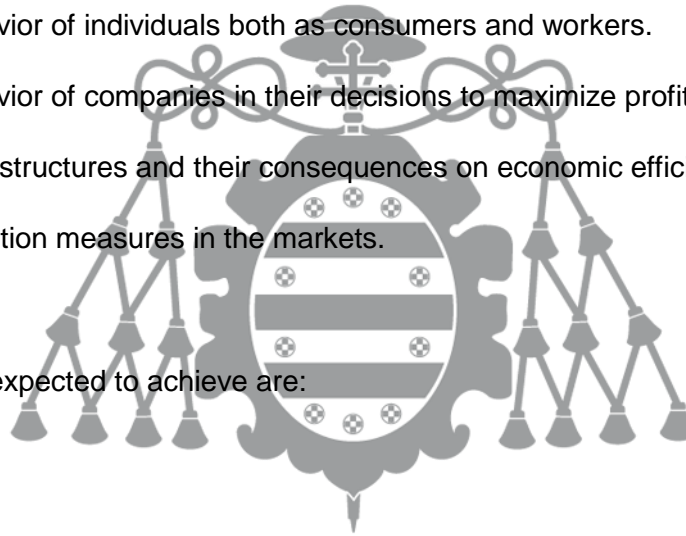 vior of individuals both as consumers and workers.
vior of companies in their decisions to maximize profit
structures and their consequences on economic effic
tion measures in the markets.
expected to achieve are: